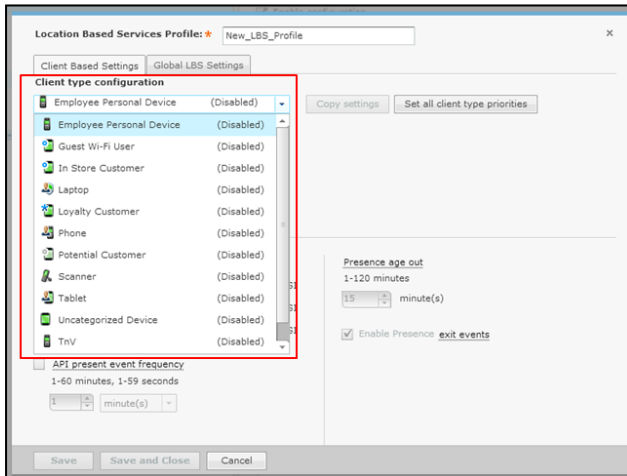 Location Based Services Profile: * New_LBS_Profile x
Client Based Settings Global LBS Settings
Client type configuration
Employee Personal Device (Disabled) Copy settings Set all client type priorities
Employee Personal Device (Disabled)
Guest Wi-Fi User (Disabled)
In Store Customer (Disabled)
Laptop (Disabled)
Loyalty Customer (Disabled)
Phone (Disabled)
Potential Customer (Disabled)
Presence age out
Scanner (Disabled)
1-120 minutes
Tablet (Disabled)
15 minute(s)
Uncategorized Device (Disabled)
Enable Presence exit events
TnV (Disabled)
API present event frequency
1-60 minutes, 1-59 seconds
1 minute(s)
Save Save and Close Cancel